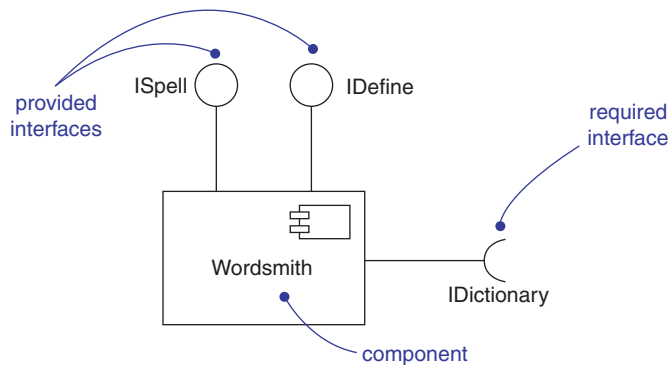 ISpell
IDefine
provided
interfaces
required
interface
Wordsmith
IDictionary
component